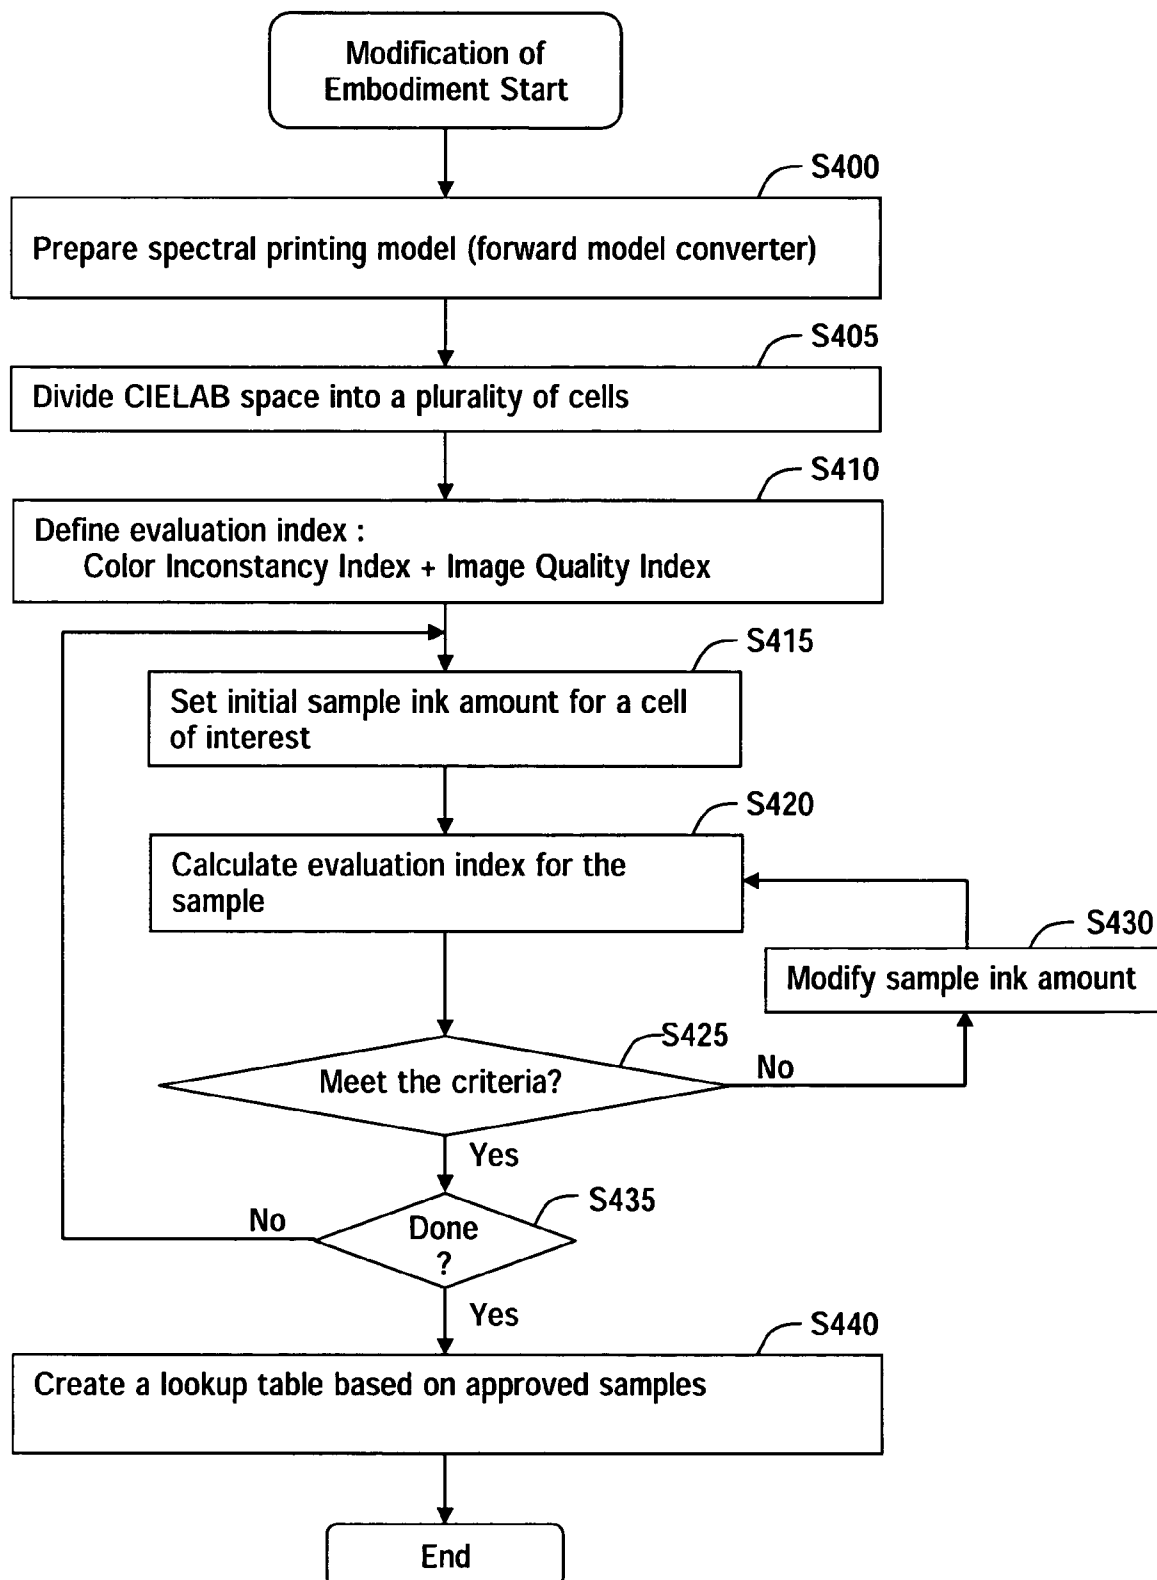 Modification of
Embodiment Start
S400
Prepare spectral printing model (forward model converter)
S405
Divide CIELAB space into a plurality of cells
S410
Define evaluation index :
Color Inconstancy Index + Image Quality Index
S415
Set initial sample ink amount for a cell
of interest
S420
Calculate evaluation index for the
sample
S430
Modify sample ink amount
S425
Meet the criteria?
No
Yes
S435
Done
?
No
Yes
S440
Create a lookup table based on approved samples
End